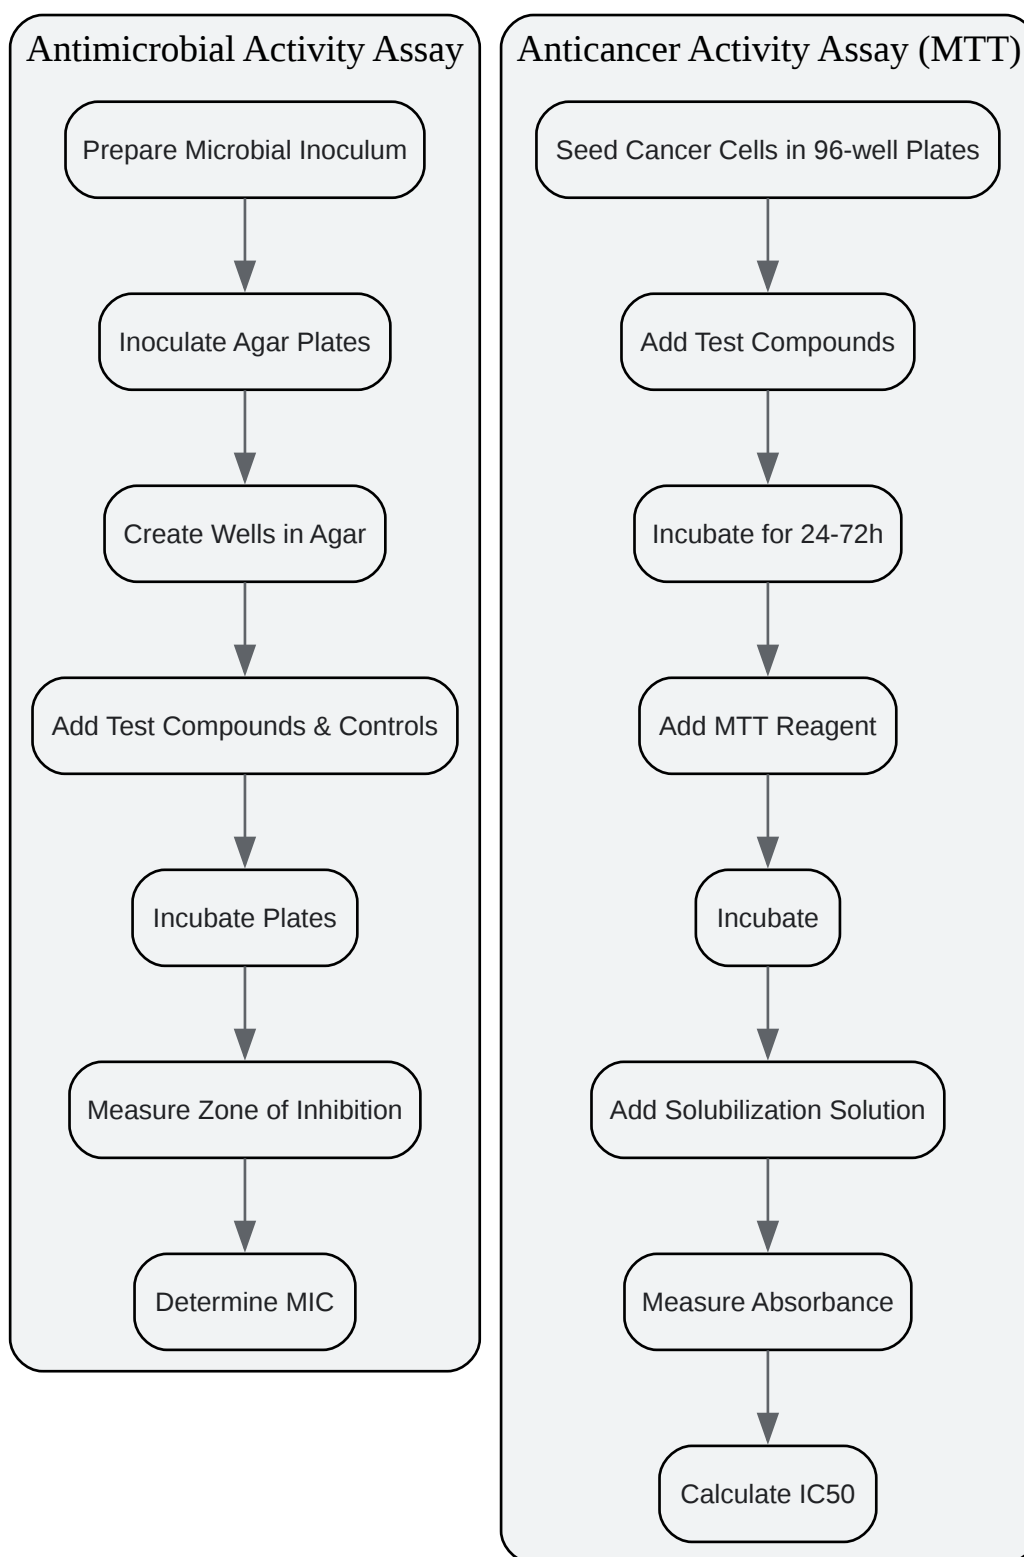 Antimicrobial Activity Assay
Prepare Microbial Inoculum
Inoculate Agar Plates
Create Wells in Agar
Add Test Compounds & Controls
Incubate Plates
Measure Zone of Inhibition
Determine MIC
Anticancer Activity Assay (MTT)
Seed Cancer Cells in 96-well Plates
Add Test Compounds
Incubate for 24-72h
Add MTT Reagent
Incubate
Add Solubilization Solution
Measure Absorbance
Calculate IC50